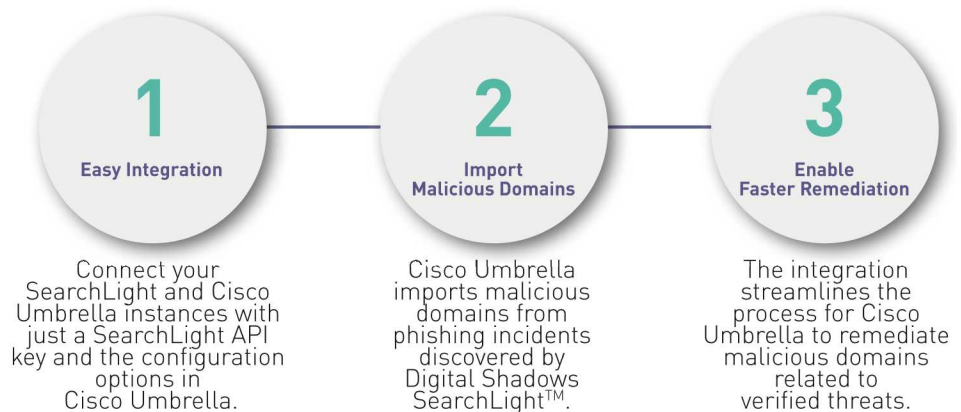 1
Easy Integration
Connect your
SearchLight and Cisco
Umbrella instances with
just a SearchLight API
key and the configuration
options in
Cisco Umbrella.
2
Import
Malicious Domains
Cisco Umbrella
imports malicious
domains from
phishing incidents
discovered by
Digital Shadows
SearchLight™.
3
Enable
Faster Remediation
The integration
streamlines the
process for Cisco
Umbrella to remediate
malicious domains
related to
verified threats.